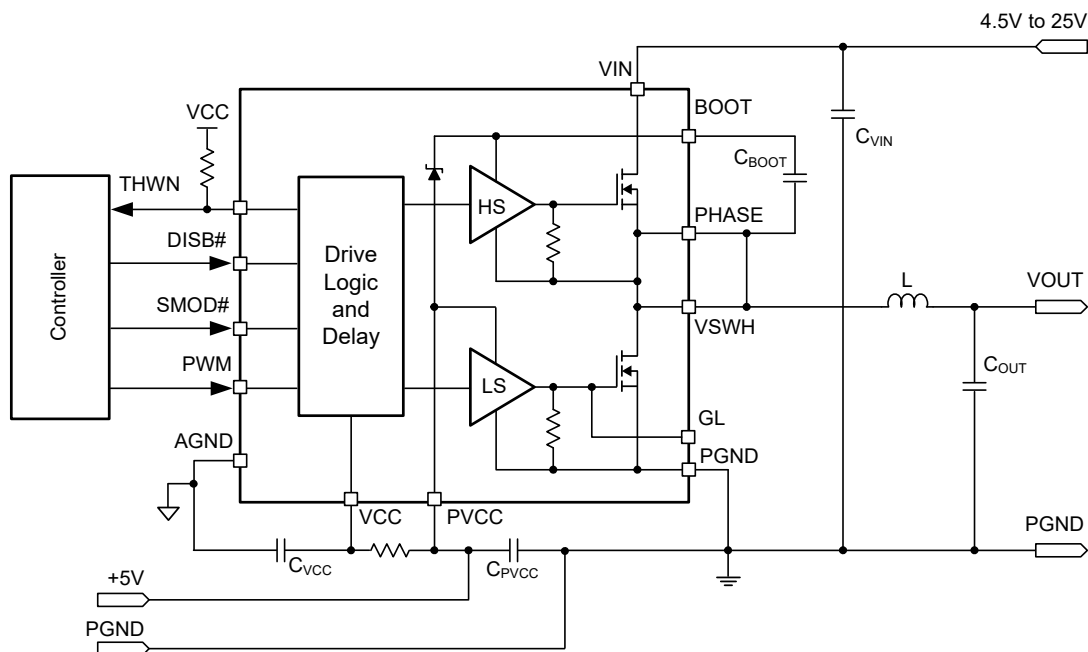 4.5V to 25V
VIN
BOOT
VCC
CVIN
CBOOT
THWN
HS
PHASE
DISB#
Controller
Drive
Logic
and
Delay
SMOD#
L
VOUT
VSWH
PWM
LS
COUT
GL
AGND
PGND
VCC
PVCC
PGND
CVCC
CPVCC
+5V
PGND